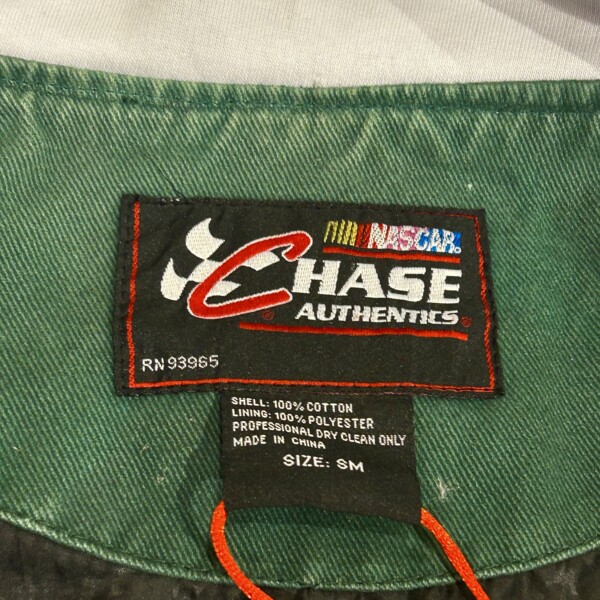 NASCAR®
CHASE
AUTHENTICS®
RN 93965
SHELL: 100% COTTON
LINING: 100% POLYESTER
PROFESSIONAL DRY CLEAN ONLY
MADE IN CHINA
SIZE: SM